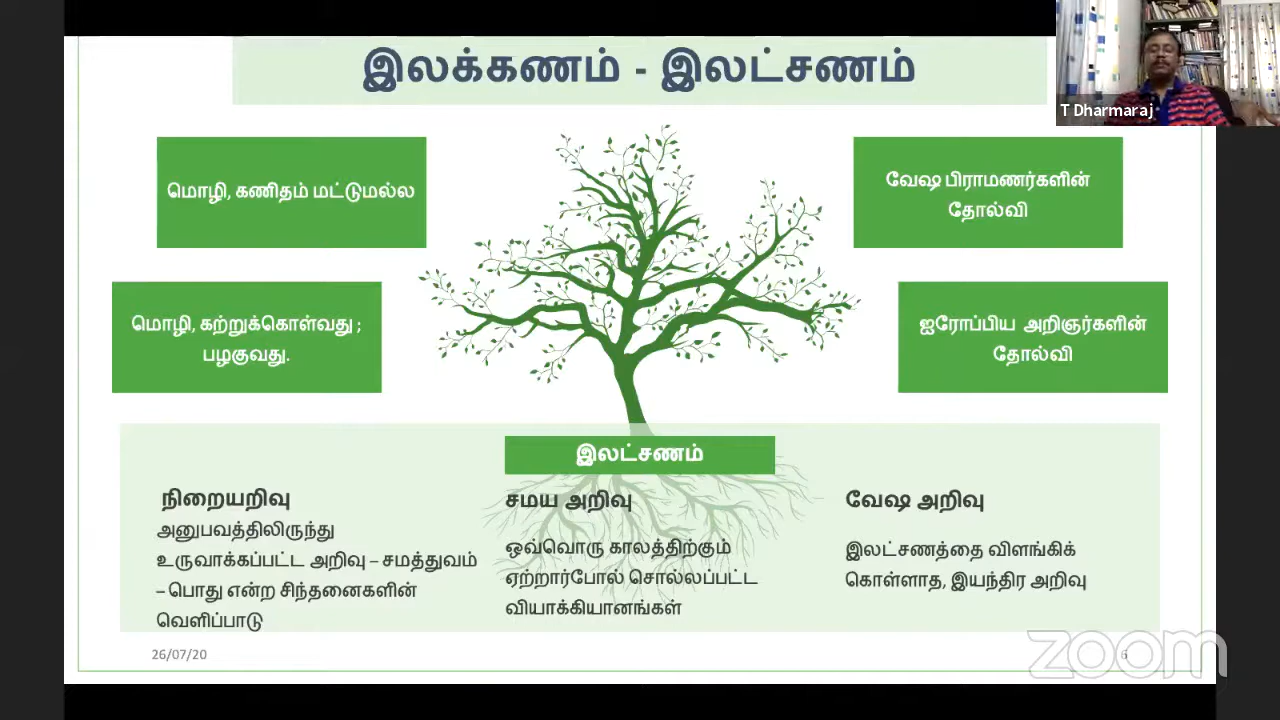 இலக்கணம் - இலட்சணம்
T Dharmaraj
மொழி, கணிதம் மட்டுமல்ல
வேஷ பிராமணர்களின்
தோல்வி
மொழி, கற்றுக்கொள்வது ;
பழகுவது.
ஐரோப்பிய அறிஞர்களின்
தோல்வி
இலட்சணம்
நிறையறிவு
அனுபவத்திலிருந்து
உருவாக்கப்பட்ட அறிவு – சமத்துவம்
– பொது என்ற சிந்தனைகளின்
வெளிப்பாடு
சமய அறிவு
ஒவ்வொரு காலத்திற்கும்
ஏற்றார்போல் சொல்லப்பட்ட
வியாக்கியானங்கள்
வேஷ அறிவு
இலட்சணத்தை விளங்கிக்
கொள்ளாத, இயந்திர அறிவு
26/07/20
6
zoom